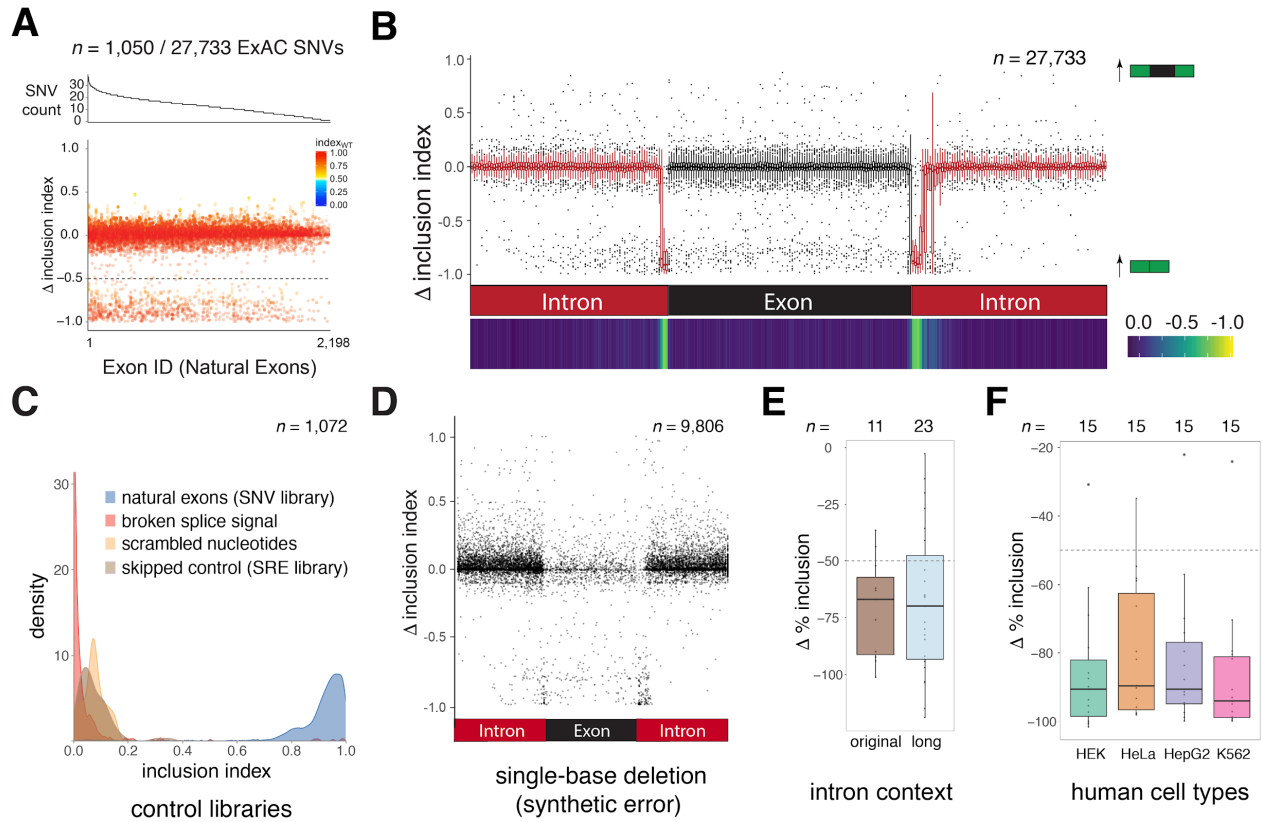 A
n = 1,050 / 27,733 ExAC SNVs
SNV
count
30
20
10
0
index WT
1.00
0.75
0.50
0.25
0.00
Δ inclusion index
1.0
0.5
0.0
−0.5
−1.0
1
2,198
Exon ID (Natural Exons)
B
n = 27,733
Δ inclusion index
1.0
0.5
0.0
-0.5
-1.0
Intron
Exon
Intron
0.0 -0.5 -1.0
C
n = 1,072
density
30
20
10
natural exons (SNV library)
broken splice signal
scrambled nucleotides
skipped control (SRE library)
0.0 0.2 0.4 0.6 0.8 1.0
inclusion index
control libraries
D
n = 9,806
Δ inclusion index
1.0
0.5
0.0
-0.5
-1.0
Intron
Exon
Intron
single-base deletion
(synthetic error)
E
n = 11 23
Δ % inclusion
0
−25
−50
−75
−100
original long
intron context
F
n = 15 15 15 15
Δ % inclusion
−20
−40
−60
−80
−100
HEK HeLa HepG2 K562
human cell types